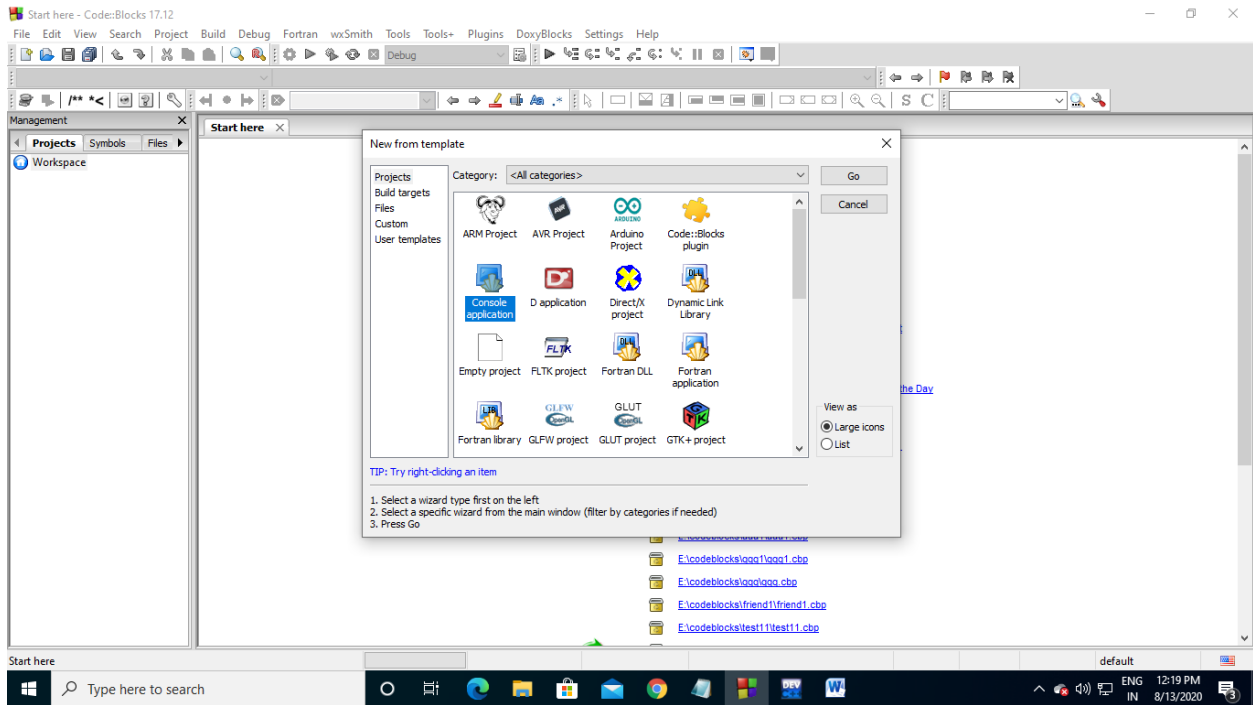 Start here - Code::Blocks 17.12
File Edit View Search Project Build Debug Fortran wxSmith Tools Tools+ Plugins DoxyBlocks Settings Help
Debug
/** *<
S C
Management
Start here
Projects Symbols Files
Workspace
New from template
Projects
Build targets
Files
Custom
User templates
Category: <All categories>
Go
Cancel
ARM Project AVR Project Arduino Project Code::Blocks plugin
Console application D application Direct/X project Dynamic Link Library
Empty project FLTK project Fortran DLL Fortran application
Fortran library GLFW project GLUT project GTK+ project
View as
Large icons
List
TIP: Try right-clicking an item
1. Select a wizard type first on the left
2. Select a specific wizard from the main window (filter by categories if needed)
3. Press Go
the Day
E:\codeblocks\qqq1\qqq1.cbp
E:\codeblocks\qqq\qqq.cbp
E:\codeblocks\friend1\friend1.cbp
E:\codeblocks\test11\test11.cbp
Start here
default
Type here to search
ENG
IN
12:19 PM
8/13/2020
3